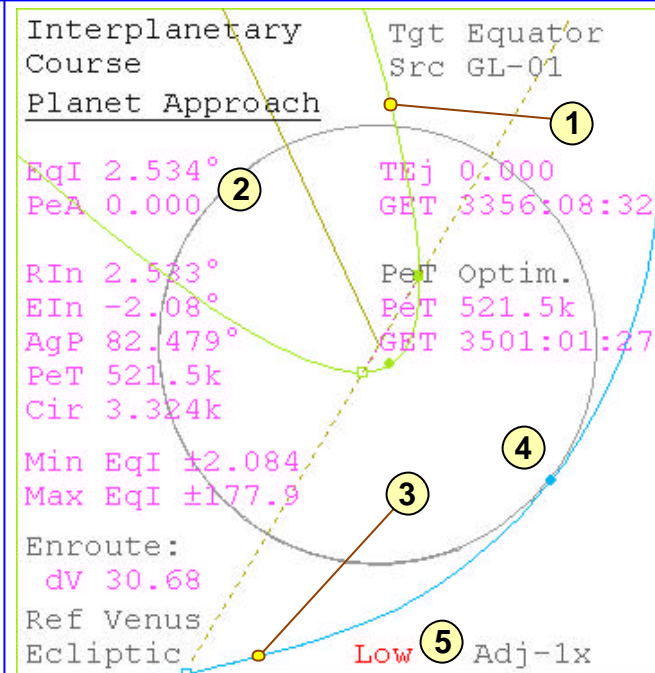 Interplanetary
Course
Planet Approach
Tgt Equator
Src GL-01
1
EqI 2.534°
PeA 0.000
2
TEj 0.000
GET 3356:08:32
RIn 2.533°
EIn -2.08°
AgP 82.479°
PeT 521.5k
Cir 3.324k
PeT Optim.
PeT 521.5k
GET 3501:01:27
Min EqI ±2.084
Max EqI ±177.9
4
3
Enroute:
dV 30.68
Ref Venus
Ecliptic
Low
5
Adj-1x